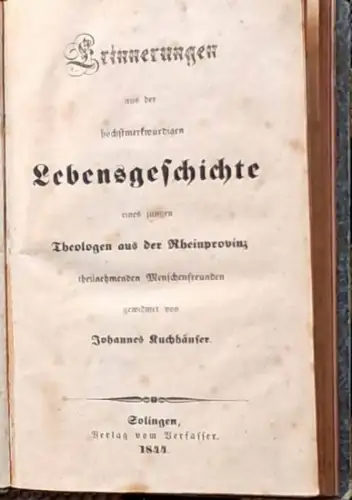 Erinnerungen
aus der
höchstmerkwürdigen
Lebensgeschichte
eines jungen
Theologen aus der Rheinprovinz
theilnehmenden Menschenfreunden
gewidmet von
Johannes Kuchhäuser.
Solingen,
Verlag vom Verfasser.
1844.